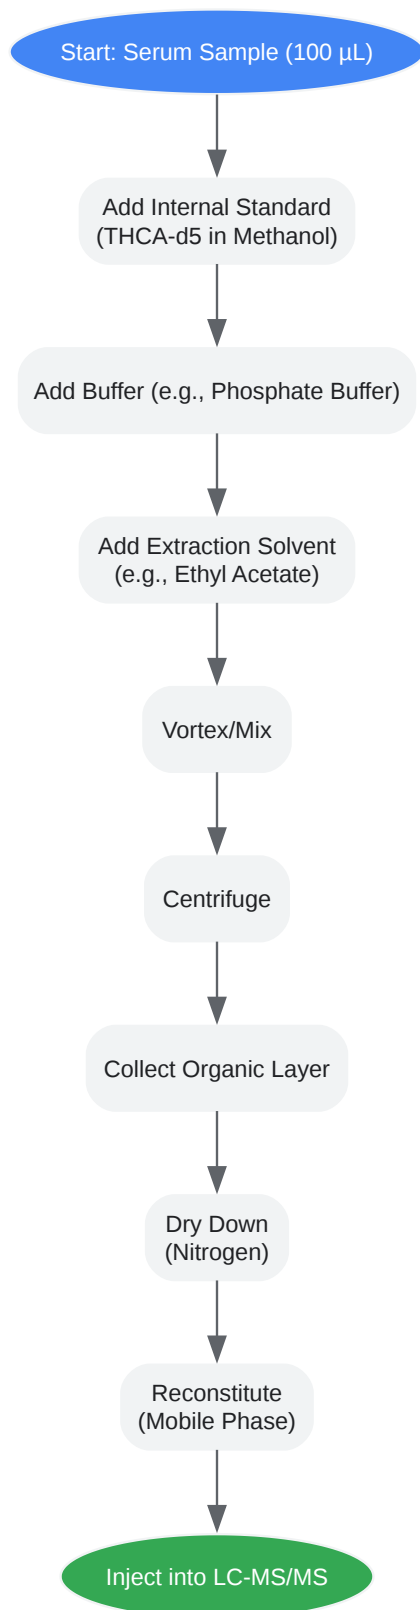 Start: Serum Sample (100 µL)
Add Internal Standard
(THCA-d5 in Methanol)
Add Buffer (e.g., Phosphate Buffer)
Add Extraction Solvent
(e.g., Ethyl Acetate)
Vortex/Mix
Centrifuge
Collect Organic Layer
Dry Down
(Nitrogen)
Reconstitute
(Mobile Phase)
Inject into LC-MS/MS